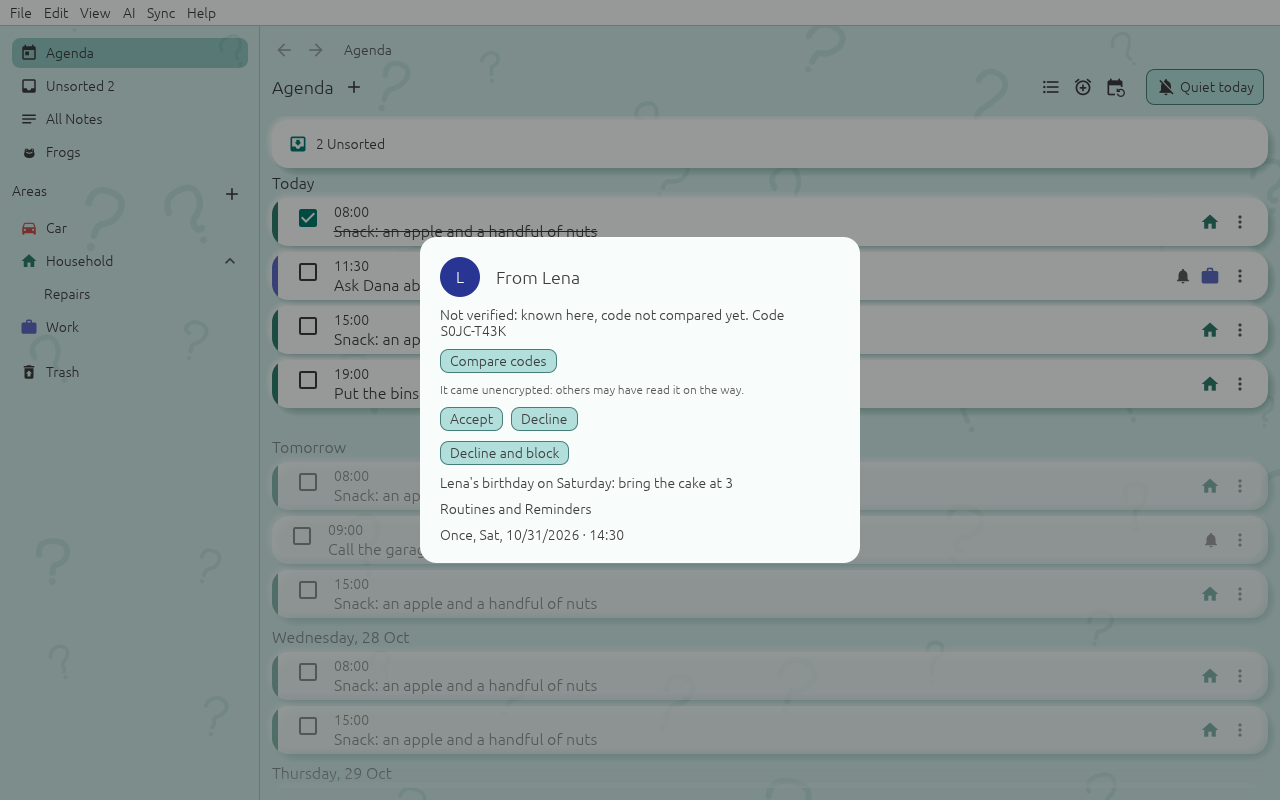 File Edit View AI Sync Help
Agenda
Unsorted 2
All Notes
Frogs
Areas
Car
Household
Repairs
Work
Trash
Agenda
Agenda
Quiet today
2 Unsorted
Today
08:00
Snack: an apple and a handful of nuts
11:30
Ask Dana ab
15:00
Snack: an ap
19:00
Put the bins
L
From Lena
Not verified: known here, code not compared yet. Code
S0JC-T43K
Compare codes
It came unencrypted: others may have read it on the way.
Accept Decline
Decline and block
Lena's birthday on Saturday: bring the cake at 3
Routines and Reminders
Once, Sat, 10/31/2026 · 14:30
Tomorrow
08:00
Snack: an ap
09:00
Call the garag
15:00
Snack: an apple and a handful of nuts
Wednesday, 28 Oct
08:00
Snack: an apple and a handful of nuts
15:00
Snack: an apple and a handful of nuts
Thursday, 29 Oct